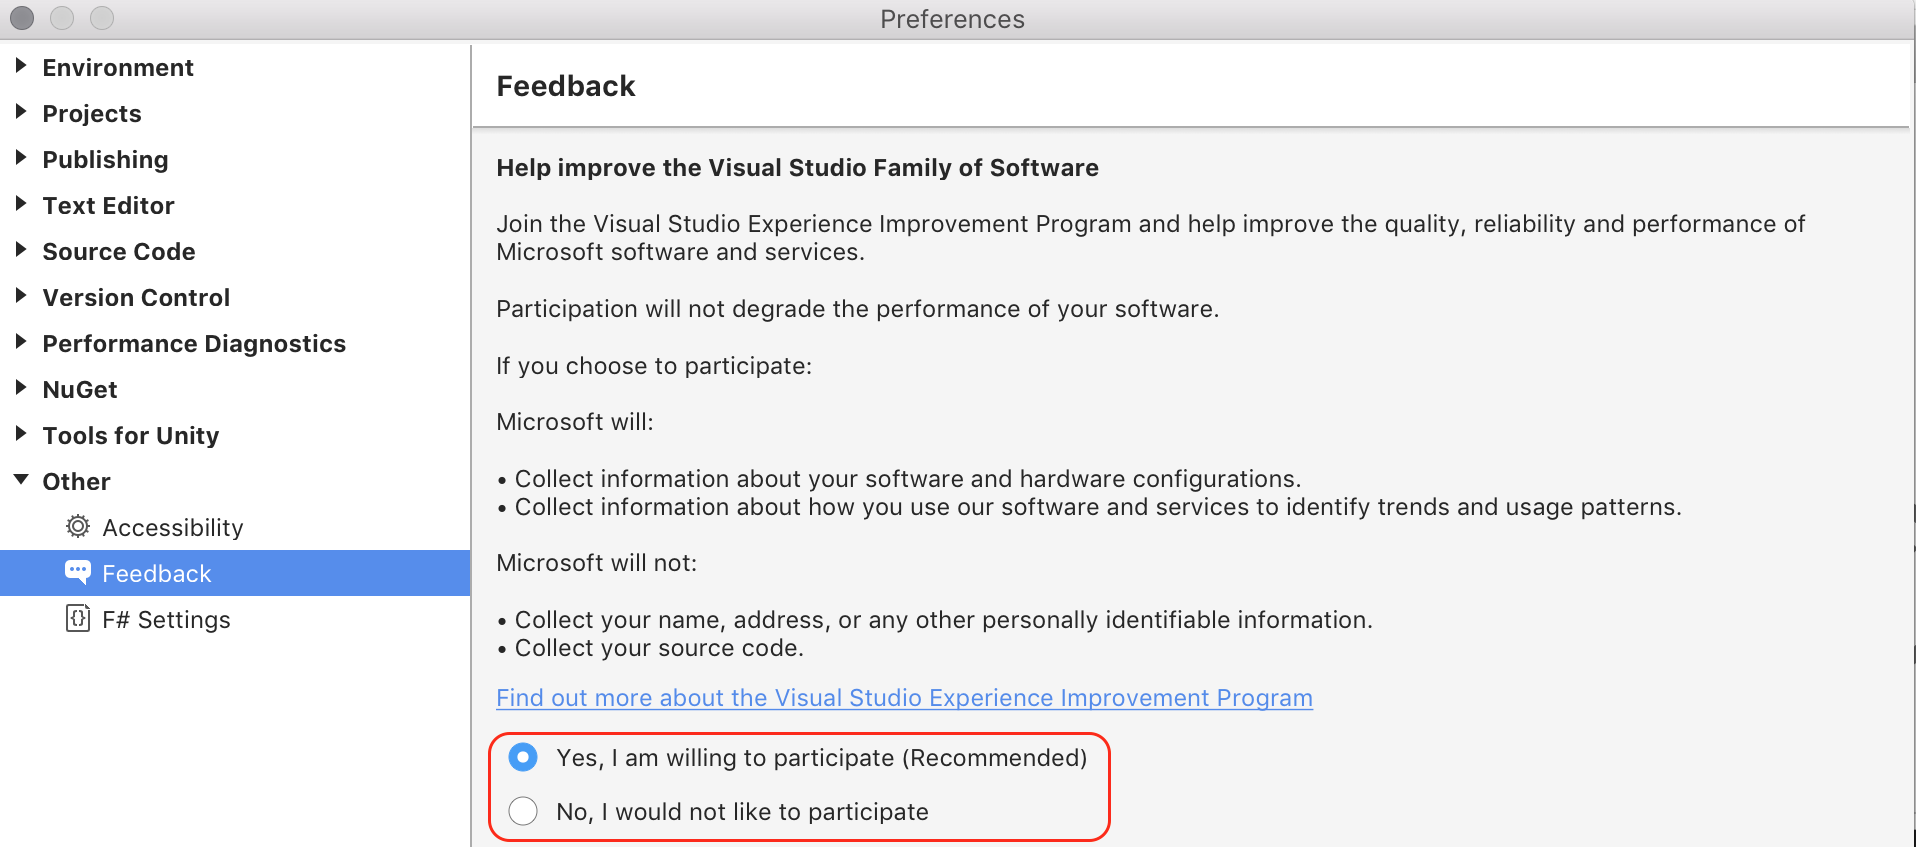 Preferences
Environment
Projects
Publishing
Text Editor
Source Code
Version Control
Performance Diagnostics
NuGet
Tools for Unity
Other
Accessibility
Feedback
F# Settings
Feedback
Help improve the Visual Studio Family of Software
Join the Visual Studio Experience Improvement Program and help improve the quality, reliability and performance of
Microsoft software and services.
Participation will not degrade the performance of your software.
If you choose to participate:
Microsoft will:
• Collect information about your software and hardware configurations.
• Collect information about how you use our software and services to identify trends and usage patterns.
Microsoft will not:
• Collect your name, address, or any other personally identifiable information.
• Collect your source code.
Find out more about the Visual Studio Experience Improvement Program
Yes, I am willing to participate (Recommended)
No, I would not like to participate